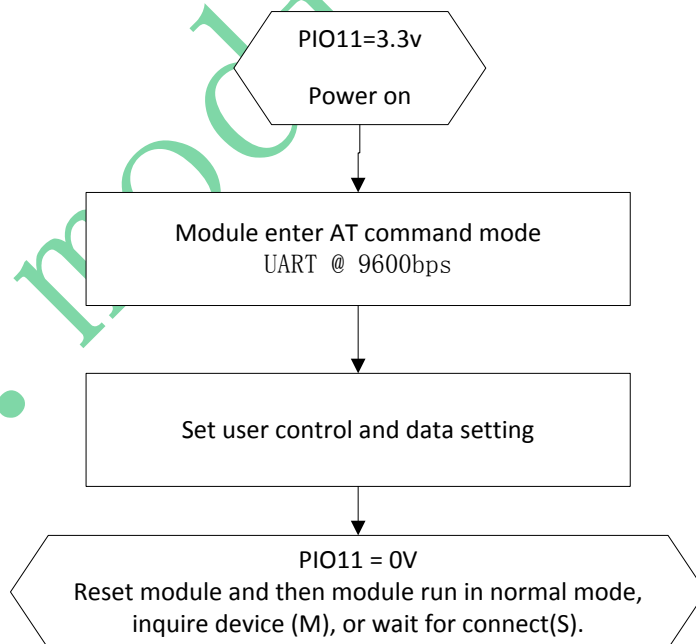 PIO11=3.3v
Power on
Module enter AT command mode
UART @ 9600bps
Set user control and data setting
PIO11 = 0V
Reset module and then module run in normal mode,
inquire device (M), or wait for connect(S).